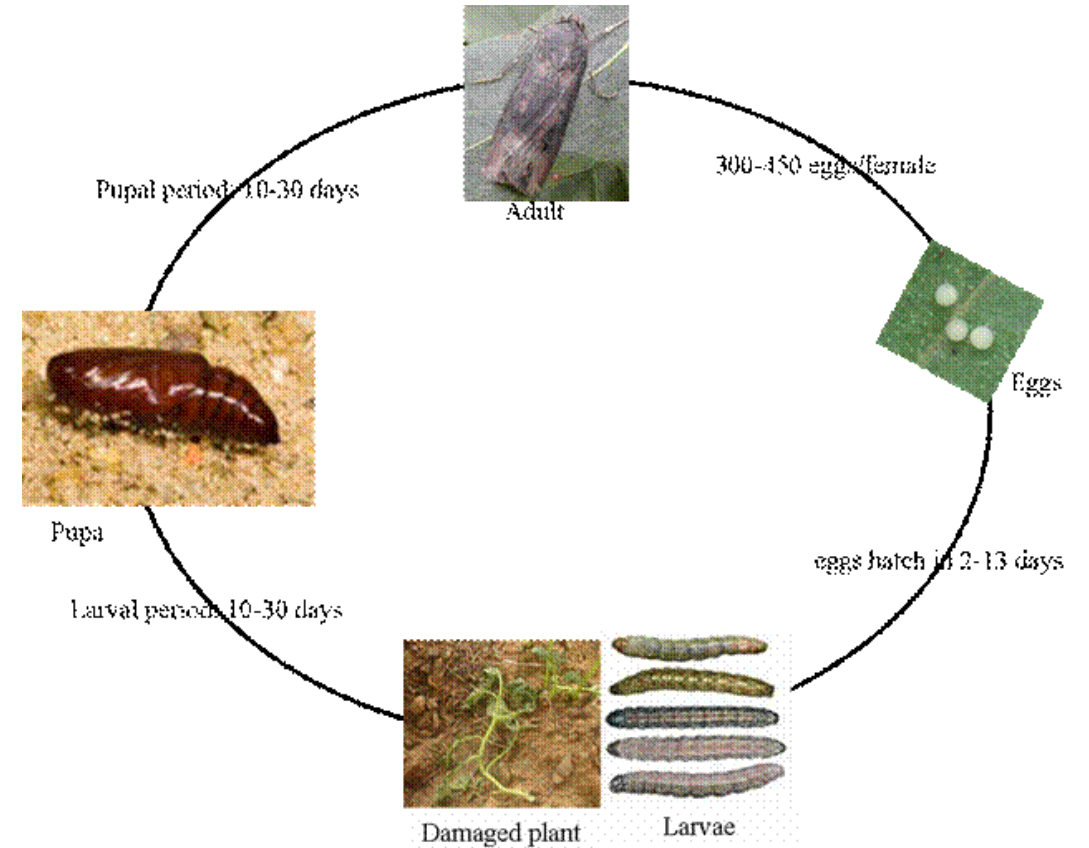 Adult
300-450 eggs/female
Eggs
eggs hatch in 2-13 days
Larvae
Damaged plant
Larval period: 10-30 days
Pupa
Pupal period: 10-30 days